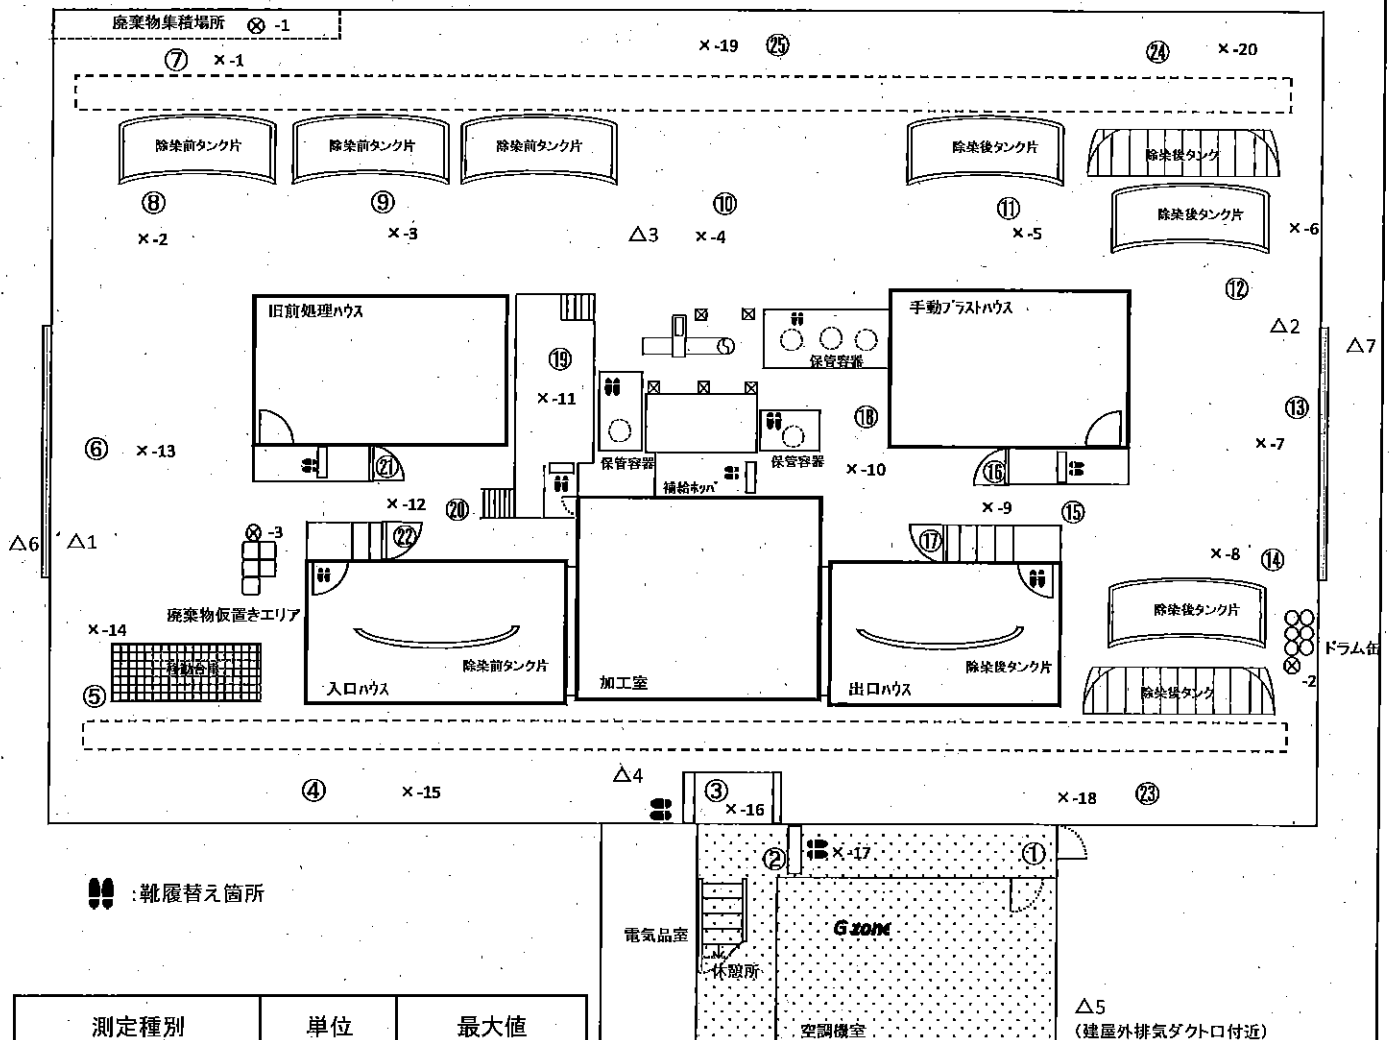 廃棄物集積場所 ⊗ -1
⑦ ×-1
×-19 ㉕
㉔ ×-20
除染前タンク片 除染前タンク片 除染前タンク片 除染後タンク片 除染後タンク
除染後タンク片
⑧ ⑨ ⑩ ⑪
×-2 ×-3 △3 ×-4 ×-5 ×-6
⑫
旧前処理ハウス 手動ブラストハウス
△2 △7
⑲ 保管容器
×-11 ⑱ ⑬
⑥ ×-13 ×-10 ×-7
㉑ 保管容器 保管容器 ⑯
補給ホッパ
×-12 ⑳ ×-9 ⑮
△6 △1 ⊗ -3 ㉒ ⑰ ×-8 ⑭
廃棄物仮置きエリア 除染後タンク片
×-14
ドラム缶
除染前タンク片 除染後タンク片
⑤ 入口ハウス 加工室 出口ハウス 除染後タンク ⊗ -2
④ ×-15 △4 ③ ×-16 ×-18 ㉓
② ×-17 ①
:靴履替え箇所
電気品室 G zone
休憩所
空調機室
△5
(建屋外排気ダクト口付近)
測定種別 単位 最大値